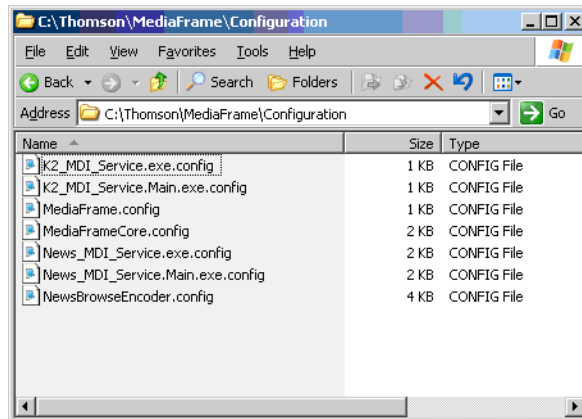 C:\Thomson\MediaFrame\Configuration
File Edit View Favorites Tools Help
Back Search Folders
Address C:\Thomson\MediaFrame\Configuration Go
Name Size Type
K2_MDI_Service.exe.config 1 KB CONFIG File
K2_MDI_Service.Main.exe.config 1 KB CONFIG File
MediaFrame.config 1 KB CONFIG File
MediaFrameCore.config 2 KB CONFIG File
News_MDI_Service.exe.config 2 KB CONFIG File
News_MDI_Service.Main.exe.config 2 KB CONFIG File
NewsBrowseEncoder.config 4 KB CONFIG File